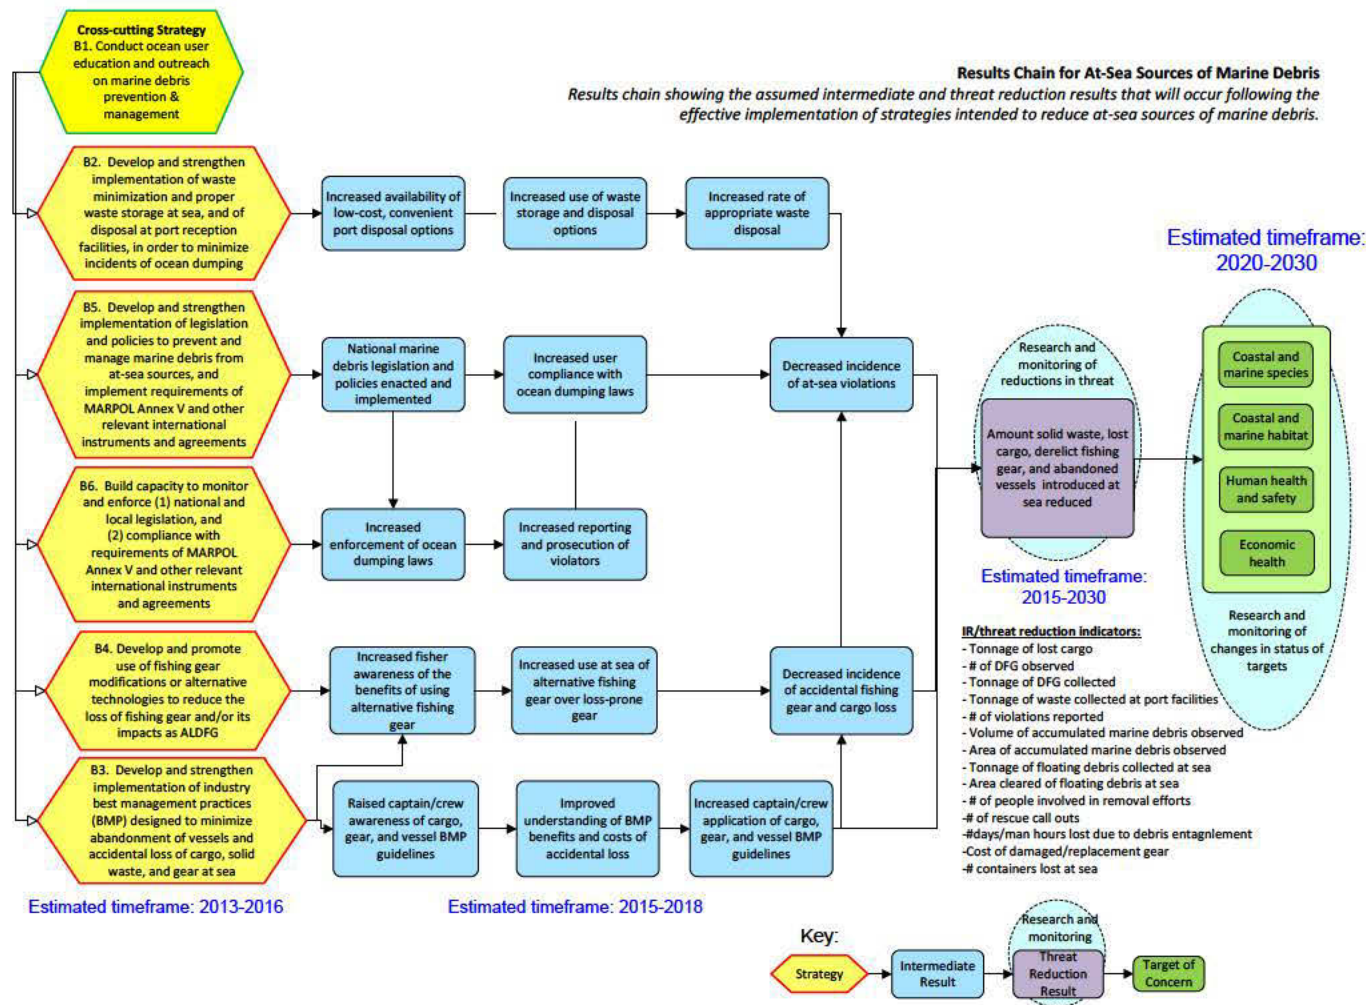 Cross-cutting Strategy
B1. Conduct ocean user
education and outreach
on marine debris
prevention &
management
Results Chain for At-Sea Sources of Marine Debris
Results chain showing the assumed intermediate and threat reduction results that will occur following the
effective implementation of strategies intended to reduce at-sea sources of marine debris.
B2. Develop and strengthen
implementation of waste
minimization and proper
waste storage at sea, and of
disposal at port reception
facilities, in order to minimize
incidents of ocean dumping
Increased availability of
low-cost, convenient
port disposal options
Increased use of waste
storage and disposal
options
Increased rate of
appropriate waste
disposal
B5. Develop and strengthen
implementation of legislation
and policies to prevent and
manage marine debris from
at-sea sources, and
implement requirements of
MARPOL Annex V and other
relevant international
instruments and agreements
National marine
debris legislation and
policies enacted and
implemented
Increased user
compliance with
ocean dumping laws
Decreased incidence
of at-sea violations
B6. Build capacity to monitor
and enforce (1) national and
local legislation, and
(2) compliance with
requirements of MARPOL
Annex V and other relevant
international instruments
and agreements
Increased
enforcement of ocean
dumping laws
Increased reporting
and prosecution of
violators
B4. Develop and promote
use of fishing gear
modifications or alternative
technologies to reduce the
loss of fishing gear and/or its
impacts as ALDFG
Increased fisher
awareness of the
benefits of using
alternative fishing
gear
Increased use at sea of
alternative fishing
gear over loss-prone
gear
Decreased incidence
of accidental fishing
gear and cargo loss
B3. Develop and strengthen
implementation of industry
best management practices
(BMP) designed to minimize
abandonment of vessels and
accidental loss of cargo, solid
waste, and gear at sea
Raised captain/crew
awareness of cargo,
gear, and vessel BMP
guidelines
Improved
understanding of BMP
benefits and costs of
accidental loss
Increased captain/crew
application of cargo,
gear, and vessel BMP
guidelines
Estimated timeframe: 2013-2016
Estimated timeframe: 2015-2018
Research and
monitoring of
reductions in threat
Amount solid waste, lost
cargo, derelict fishing
gear, and abandoned
vessels introduced at
sea reduced
Estimated timeframe:
2015-2030
Estimated timeframe:
2020-2030
Coastal and
marine species
Coastal and
marine habitat
Human health
and safety
Economic
health
Research and
monitoring of
changes in status of
targets
IR/threat reduction indicators:
- Tonnage of lost cargo
- # of DFG observed
- Tonnage of DFG collected
- Tonnage of waste collected at port facilities
- # of violations reported
- Volume of accumulated marine debris observed
- Area of accumulated marine debris observed
- Tonnage of floating debris collected at sea
- Area cleared of floating debris at sea
- # of people involved in removal efforts
- # of rescue call outs
-#days/man hours lost due to debris entagnlement
-Cost of damaged/replacement gear
-# containers lost at sea
Key:
Strategy
Intermediate
Result
Research and
monitoring
Threat
Reduction
Result
Target of
Concern